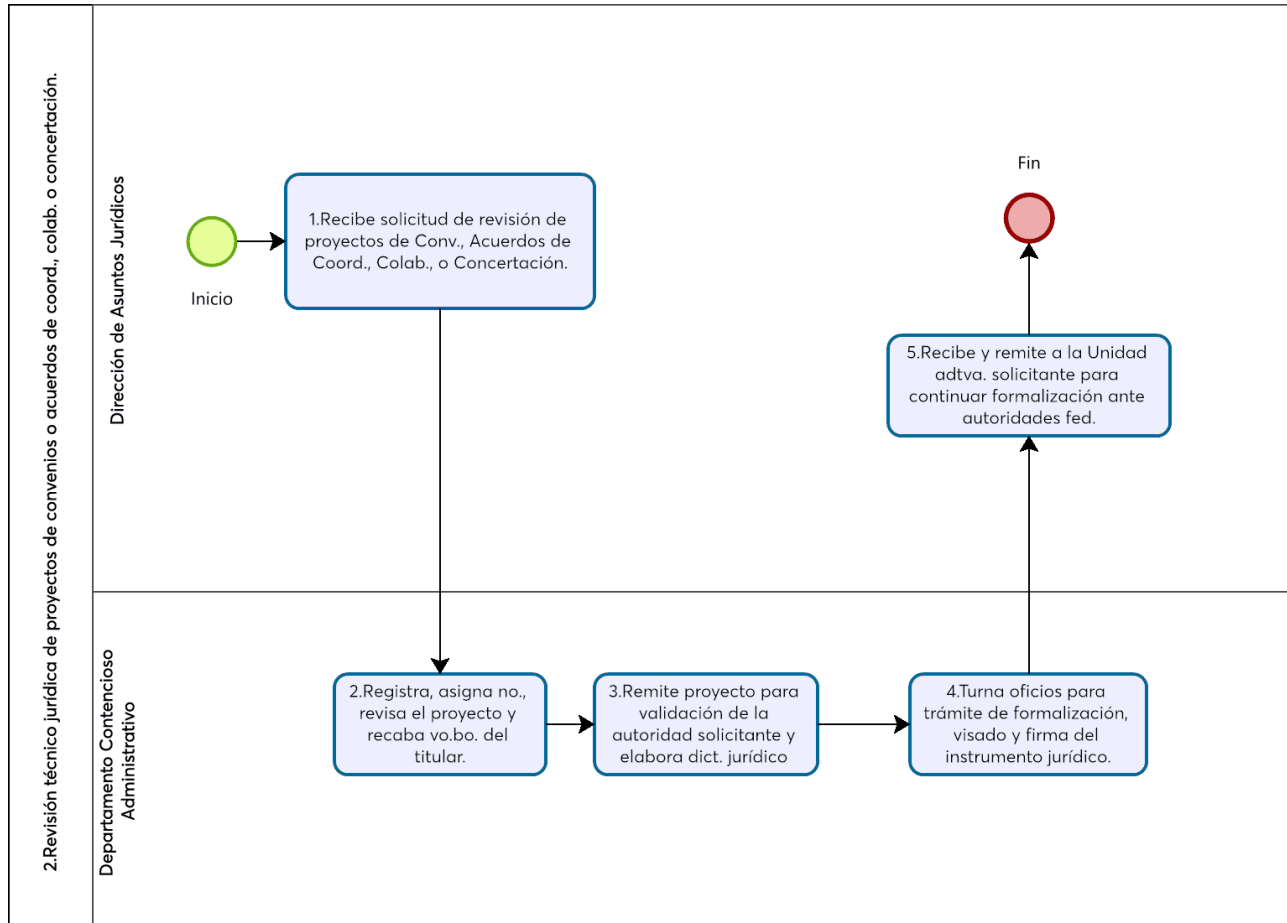 2.Revisión técnico jurídica de proyectos de convenios o acuerdos de coord., colab. o concertación.
Dirección de Asuntos Jurídicos
Inicio
1.Recibe solicitud de revisión de
proyectos de Conv., Acuerdos de
Coord., Colab., o Concertación.
Fin
5.Recibe y remite a la Unidad
adtva. solicitante para
continuar formalización ante
autoridades fed.
Departamento Contencioso
Administrativo
2.Registra, asigna no.,
revisa el proyecto y
recaba vo.bo. del
titular.
3.Remite proyecto para
validación de la
autoridad solicitante y
elabora dict. jurídico
4.Turna oficios para
trámite de formalización,
visado y firma del
instrumento jurídico.